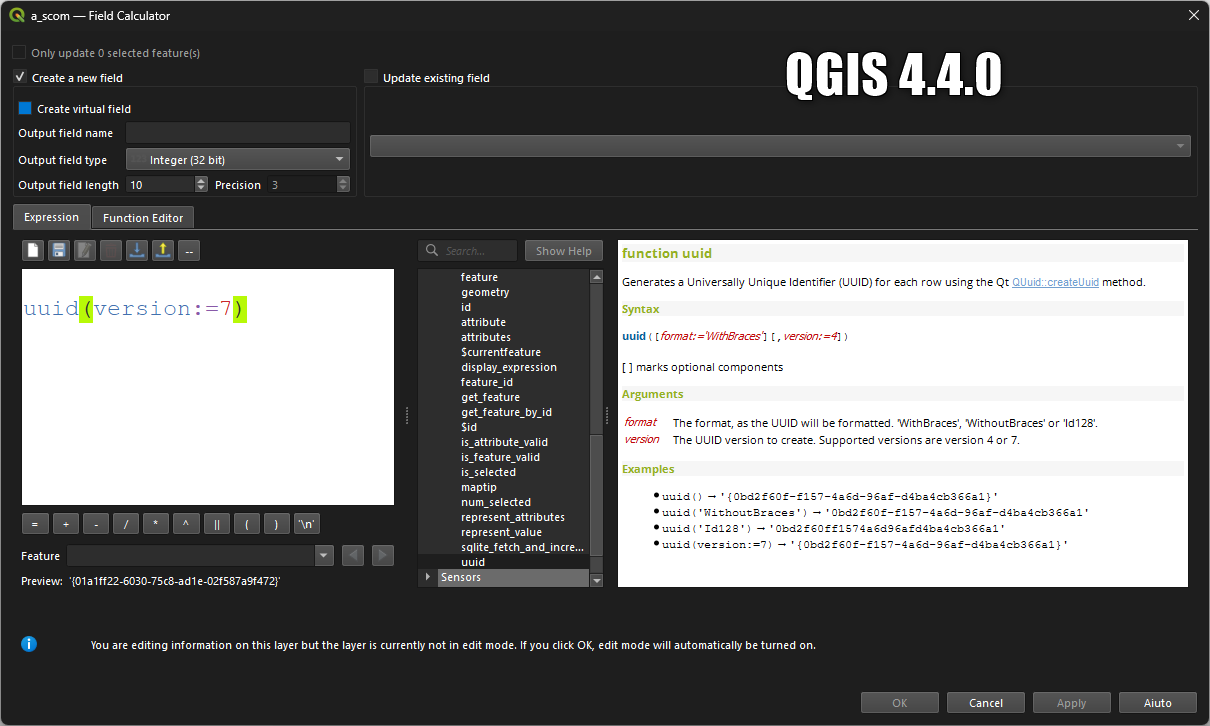 a_scom — Field Calculator
Only update 0 selected feature(s)
QGIS 4.4.0
Create a new field
Update existing field
Create virtual field
Output field name
Output field type
Integer (32 bit)
Output field length
10
Precision
3
Expression
Function Editor
--
Search...
Show Help
uuid(version:=7)
feature
geometry
id
attribute
attributes
$currentfeature
display_expression
feature_id
get_feature
get_feature_by_id
$id
is_attribute_valid
is_feature_valid
is_selected
maptip
num_selected
represent_attributes
represent_value
sqlite_fetch_and_incre...
uuid
Sensors
function uuid
Generates a Universally Unique Identifier (UUID) for each row using the Qt QUuid::createUuid method.
Syntax
uuid([format:='WithBraces'][,version:=4])
[ ] marks optional components
Arguments
format The format, as the UUID will be formatted. 'WithBraces', 'WithoutBraces' or 'Id128'.
version The UUID version to create. Supported versions are version 4 or 7.
Examples
uuid() → '{0bd2f60f-f157-4a6d-96af-d4ba4cb366a1}'
uuid('WithoutBraces') → '0bd2f60f-f157-4a6d-96af-d4ba4cb366a1'
uuid('Id128') → '0bd2f60ff1574a6d96afd4ba4cb366a1'
uuid(version:=7) → '{0bd2f60f-f157-4a6d-96af-d4ba4cb366a1}'
= + - / * ^ || ( ) '\n'
Feature
Preview: '{01a1ff22-6030-75c8-ad1e-02f587a9f472}'
You are editing information on this layer but the layer is currently not in edit mode. If you click OK, edit mode will automatically be turned on.
OK
Cancel
Apply
Aiuto